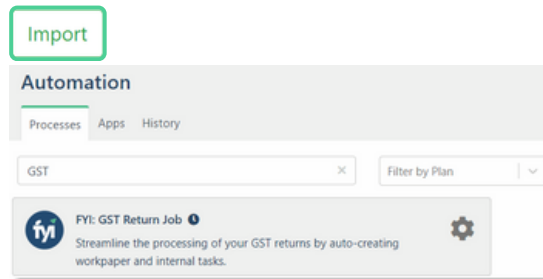 Import
Automation
Processes Apps History
GST
Filter by Plan
fyi
FYI: GST Return Job
Streamline the processing of your GST returns by auto-creating
workpaper and internal tasks.